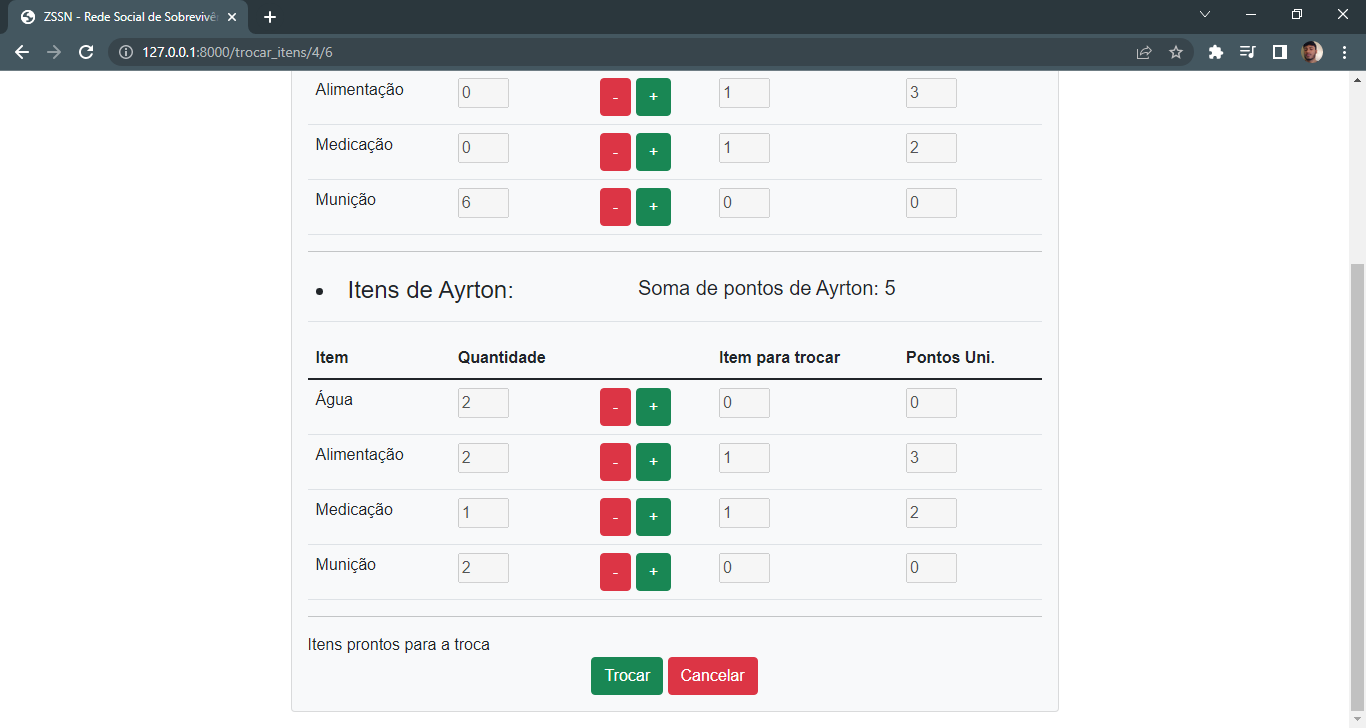 ZSSN - Rede Social de Sobrevivê
127.0.0.1:8000/trocar_itens/4/6
Alimentação 0 - + 1 3
Medicação 0 - + 1 2
Munição 6 - + 0 0
• Itens de Ayrton: Soma de pontos de Ayrton: 5
Item Quantidade Item para trocar Pontos Uni.
Água 2 - + 0 0
Alimentação 2 - + 1 3
Medicação 1 - + 1 2
Munição 2 - + 0 0
Itens prontos para a troca
Trocar Cancelar